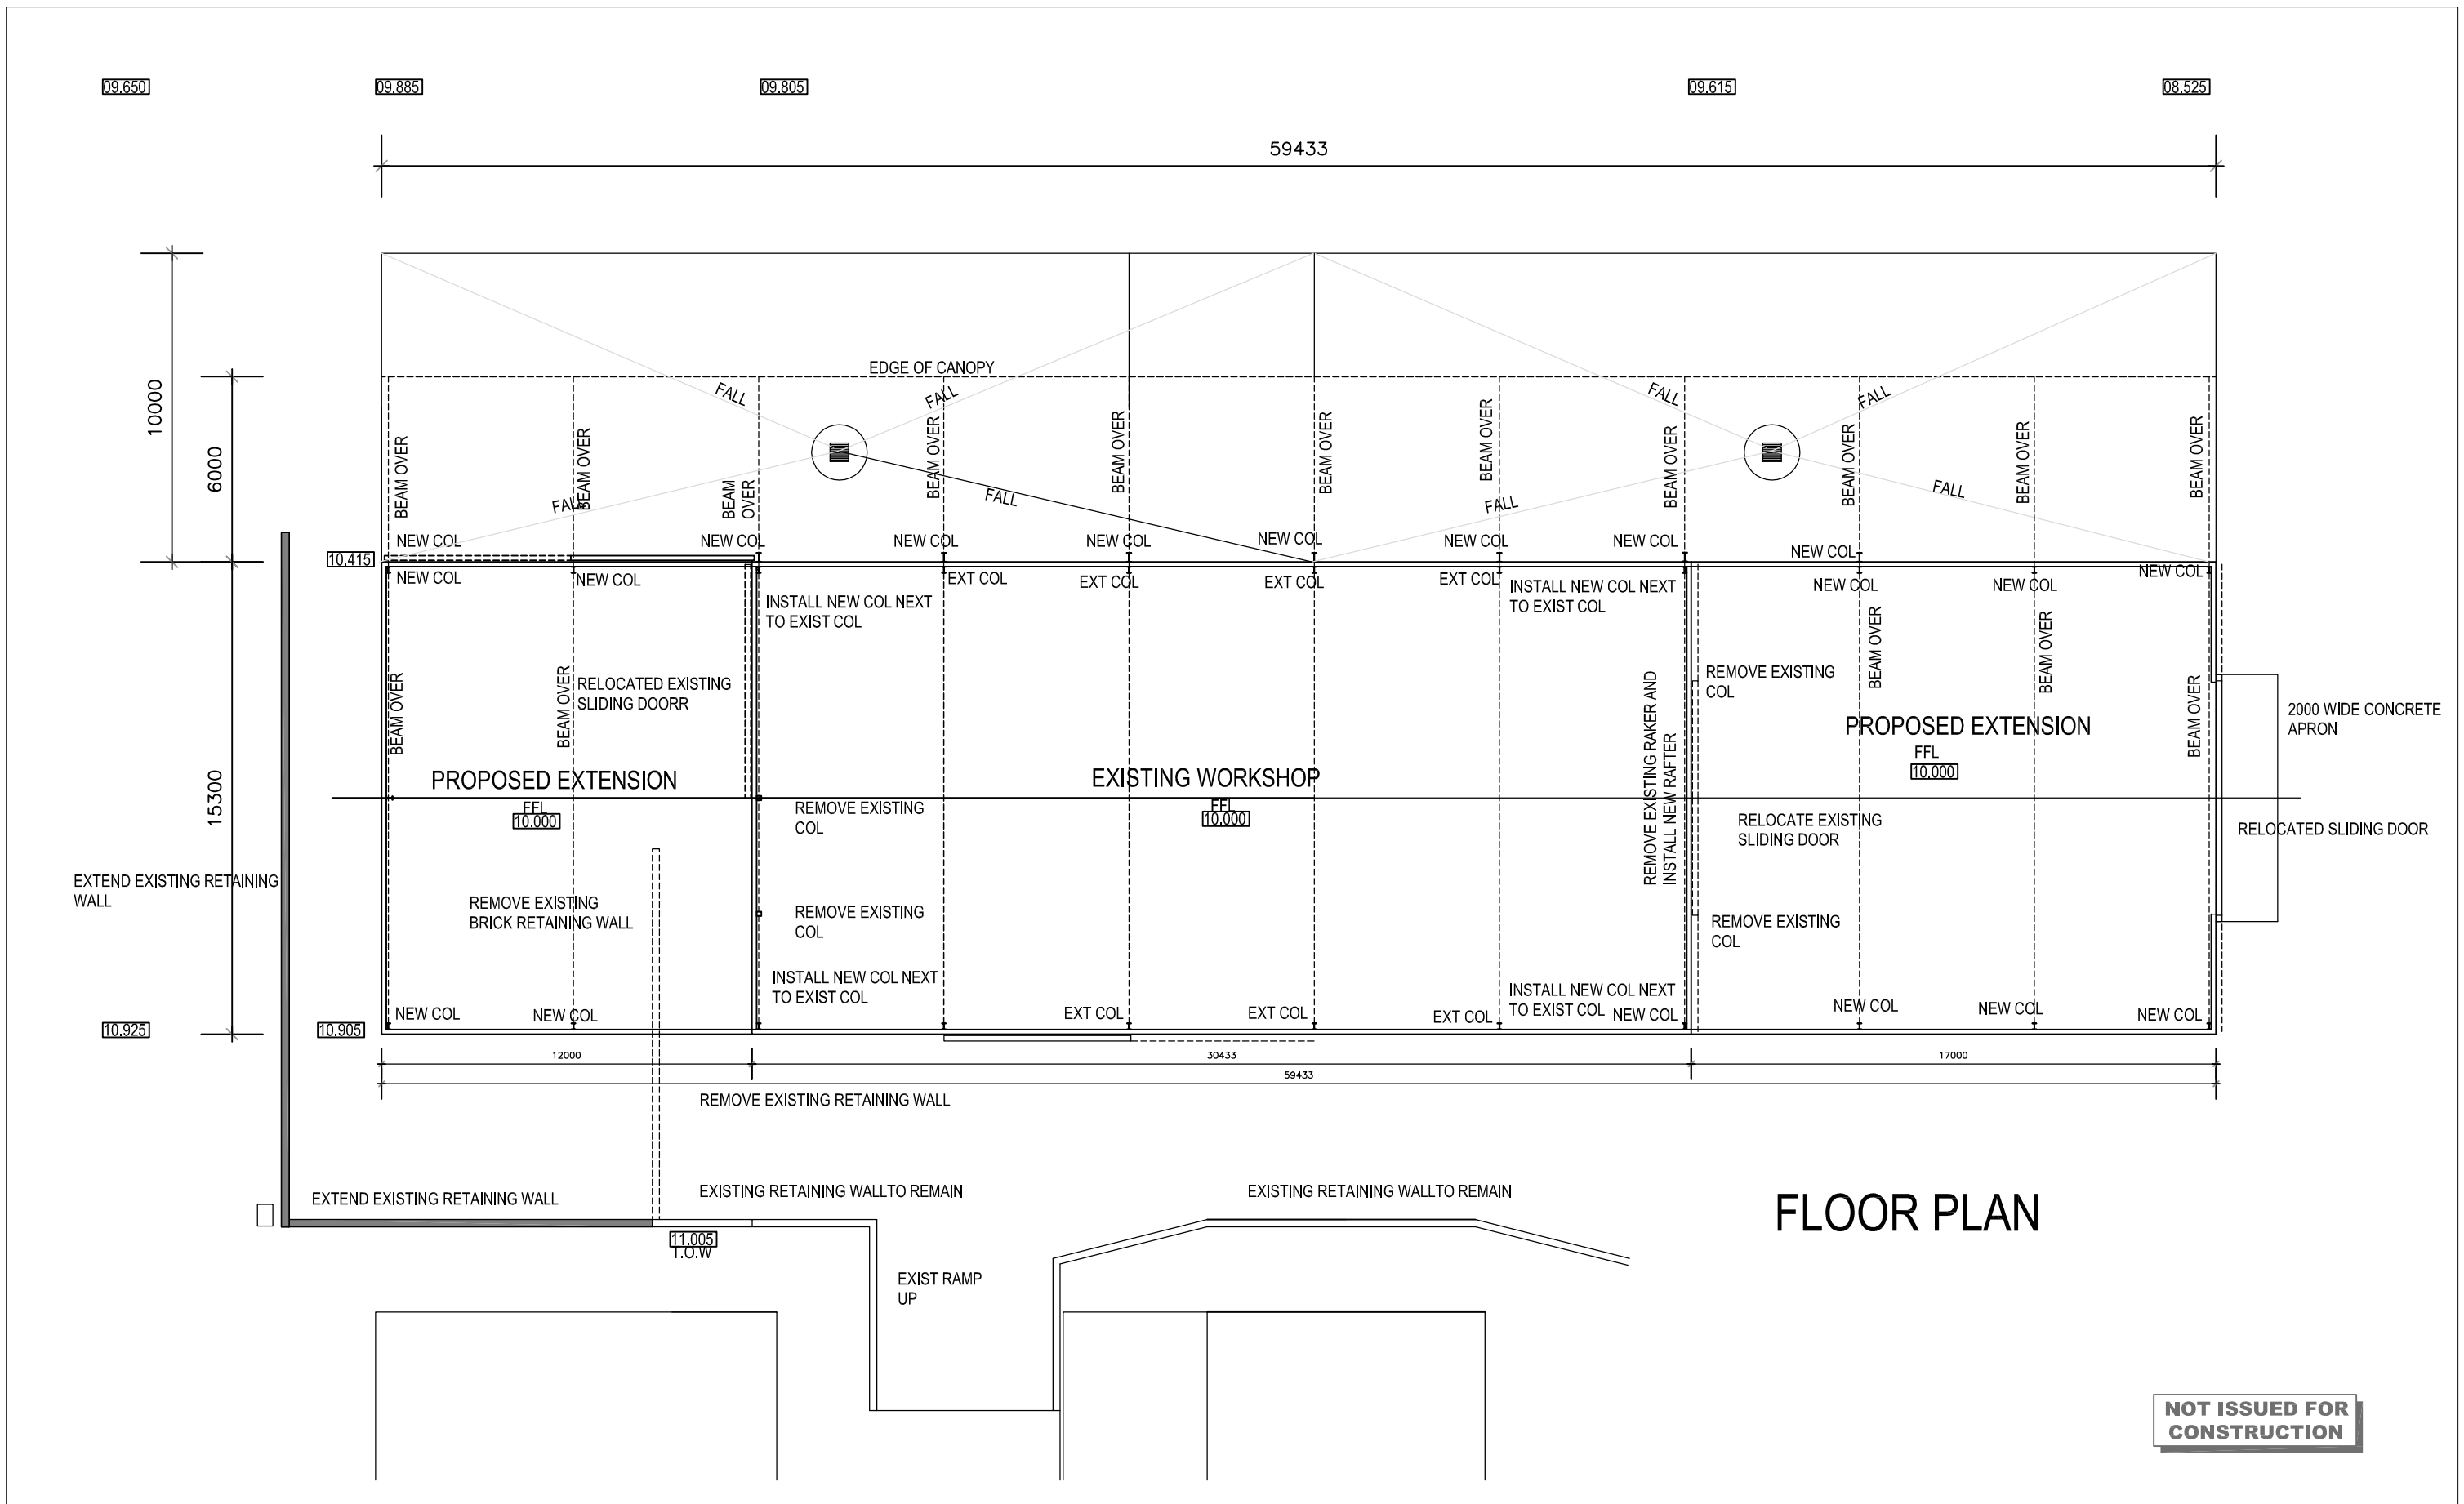 09.650
09.885
09.805
09.615
08.525
59433
10000
6000
15300
EDGE OF CANOPY
FALL
FALL
FALL
FALL
FALL
FALL
FALL
FALL
BEAM OVER
BEAM OVER
BEAM
OVER
BEAM OVER
BEAM OVER
BEAM OVER
BEAM OVER
BEAM OVER
BEAM OVER
BEAM OVER
BEAM OVER
NEW COL
NEW COL
NEW COL
NEW COL
NEW COL
NEW COL
NEW COL
NEW COL
10.415
NEW COL
NEW COL
EXT COL
EXT COL
EXT COL
EXT COL
NEW COL
NEW COL
NEW COL
INSTALL NEW COL NEXT
TO EXIST COL
INSTALL NEW COL NEXT
TO EXIST COL
BEAM OVER
BEAM OVER
RELOCATED EXISTING
SLIDING DOORR
REMOVE EXISTING RAKER AND
INSTALL NEW RAFTER
REMOVE EXISTING
COL
BEAM OVER
BEAM OVER
BEAM OVER
2000 WIDE CONCRETE
APRON
PROPOSED EXTENSION
FFL
10.000
EXISTING WORKSHOP
FFL
10.000
PROPOSED EXTENSION
FFL
10.000
REMOVE EXISTING
COL
RELOCATE EXISTING
SLIDING DOOR
RELOCATED SLIDING DOOR
EXTEND EXISTING RETAINING
WALL
REMOVE EXISTING
BRICK RETAINING WALL
REMOVE EXISTING
COL
REMOVE EXISTING
COL
INSTALL NEW COL NEXT
TO EXIST COL
INSTALL NEW COL NEXT
TO EXIST COL
NEW COL
NEW COL
EXT COL
EXT COL
EXT COL
NEW COL
NEW COL
NEW COL
NEW COL
10.925
10.905
12000
30433
17000
59433
REMOVE EXISTING RETAINING WALL
EXTEND EXISTING RETAINING WALL
EXISTING RETAINING WALLTO REMAIN
EXISTING RETAINING WALLTO REMAIN
FLOOR PLAN
11.005
T.O.W
EXIST RAMP
UP
NOT ISSUED FOR
CONSTRUCTION